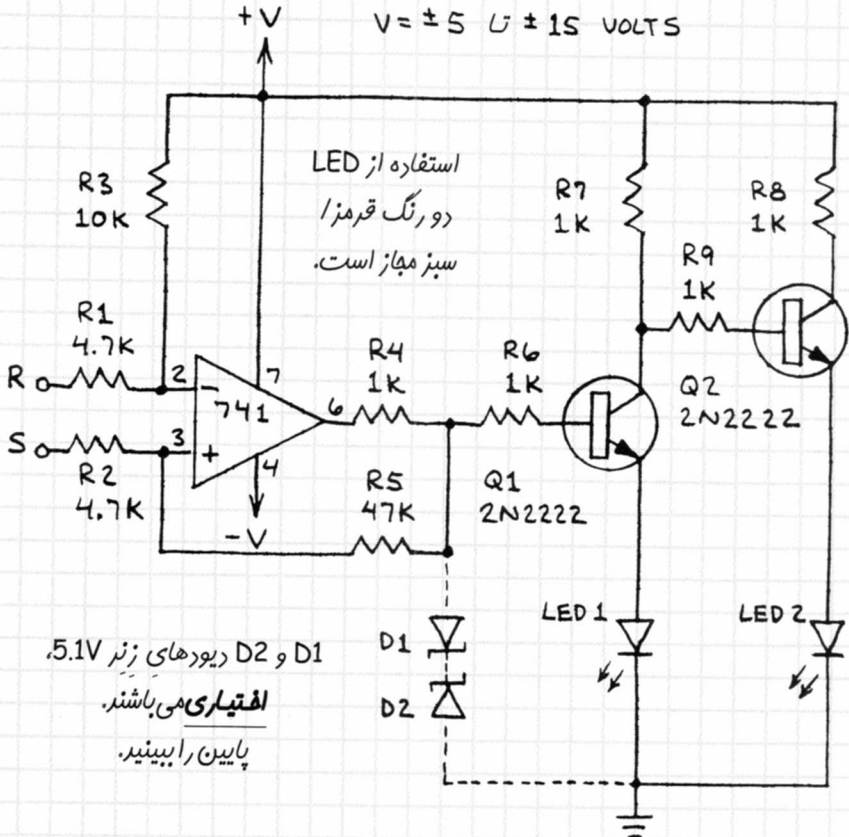 +V
V = ±5 تا ±15 VOLTS
استفاده از LED
دو رنگ قرمز/
سبز مجاز است.
R3
10K
R7
1K
R8
1K
R9
1K
R1
4.7K
R
2
−
7
741
R4
1K
6
R6
1K
Q2
2N2222
S
3
+
4
R2
4.7K
−V
R5
47K
Q1
2N2222
LED 1
LED 2
D1 و D2 دیودهای زنر 5.1V،
اختیاری می‌باشند.
پایین را ببینید.
D1
D2